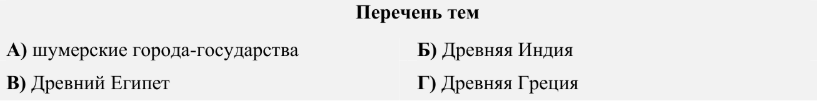 Перечень тем
А) шумерские города-государства Б) Древняя Индия
В) Древний Египет Г) Древняя Греция